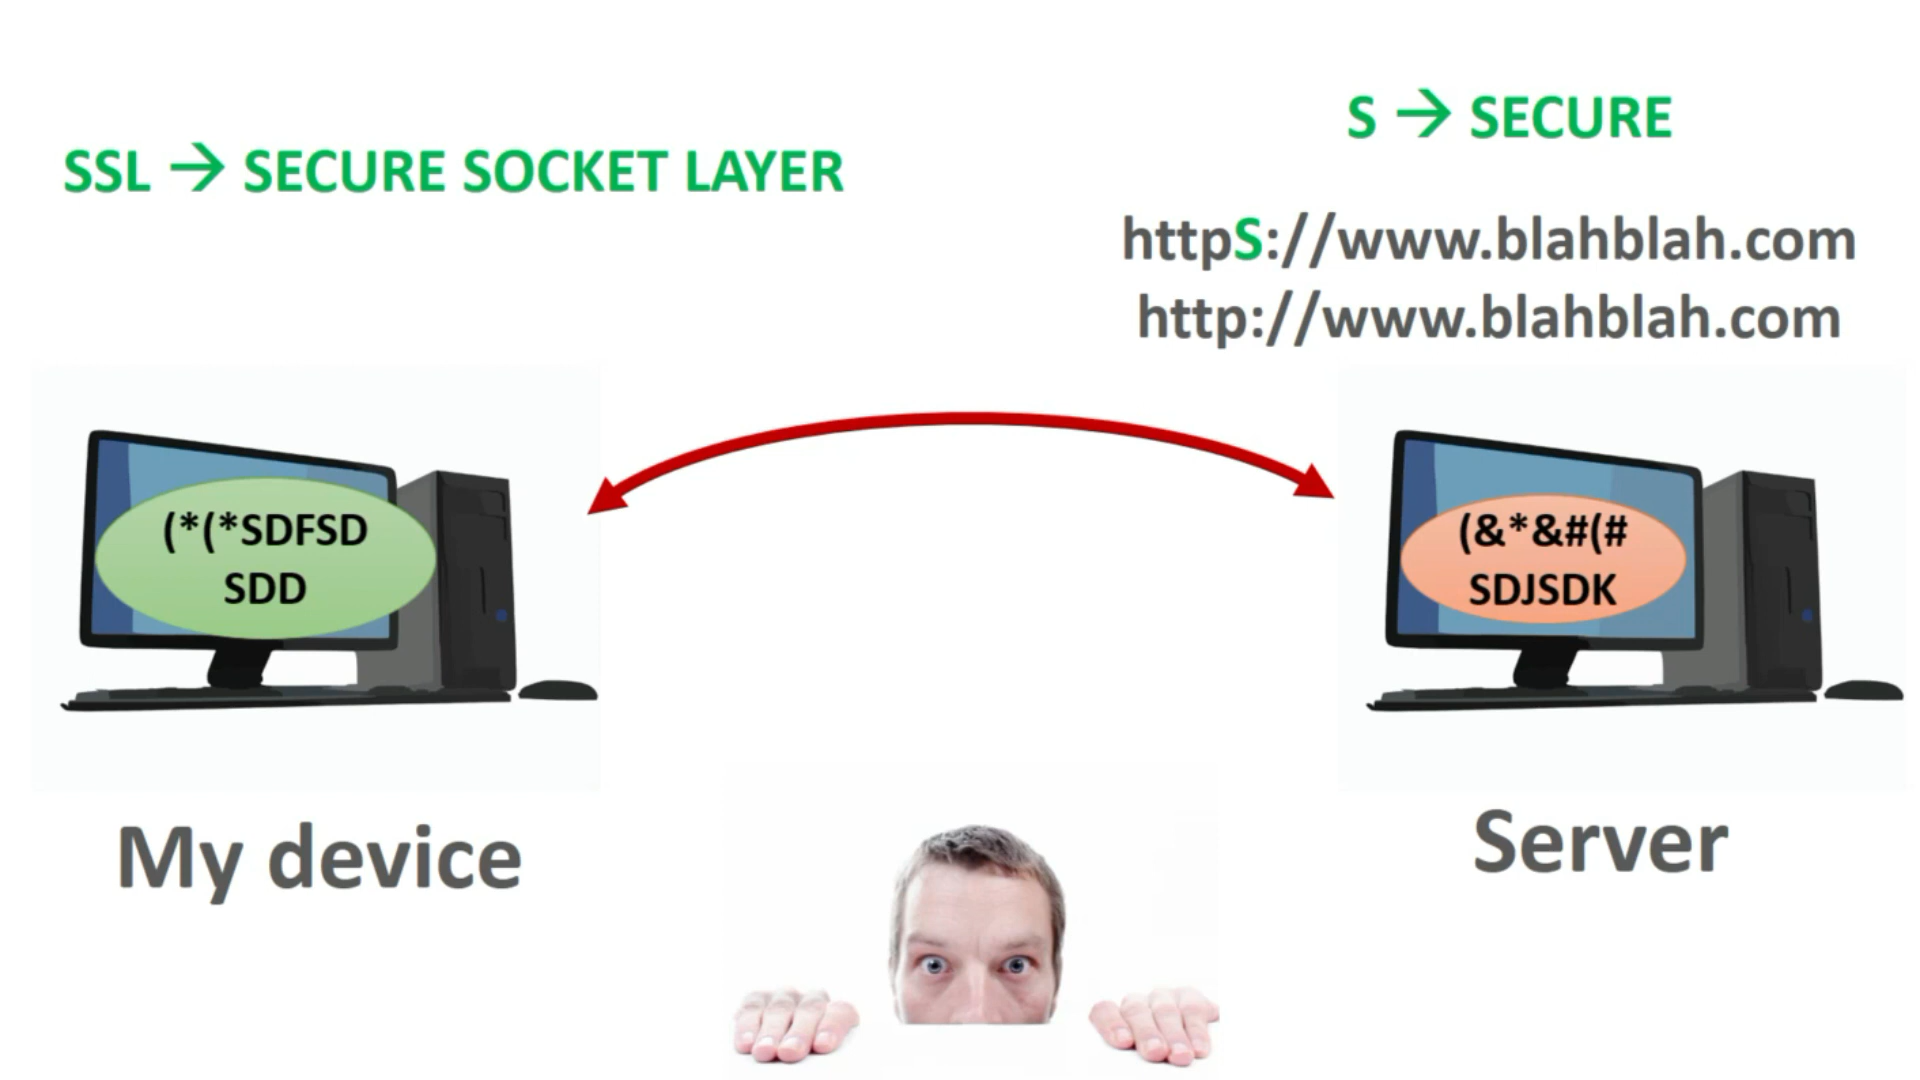 S → SECURE
SSL → SECURE SOCKET LAYER
httpS://www.blahblah.com
http://www.blahblah.com
(*(*SDFSD
SDD
(&*&#(#
SDJSDK
My device
Server